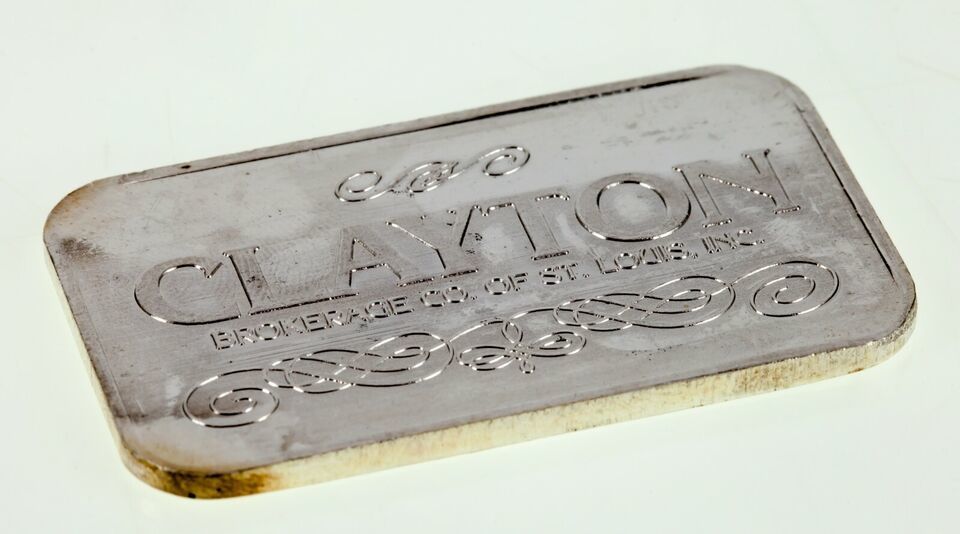 CLAYTON
BROKERAGE CO. OF ST. LOUIS, INC.